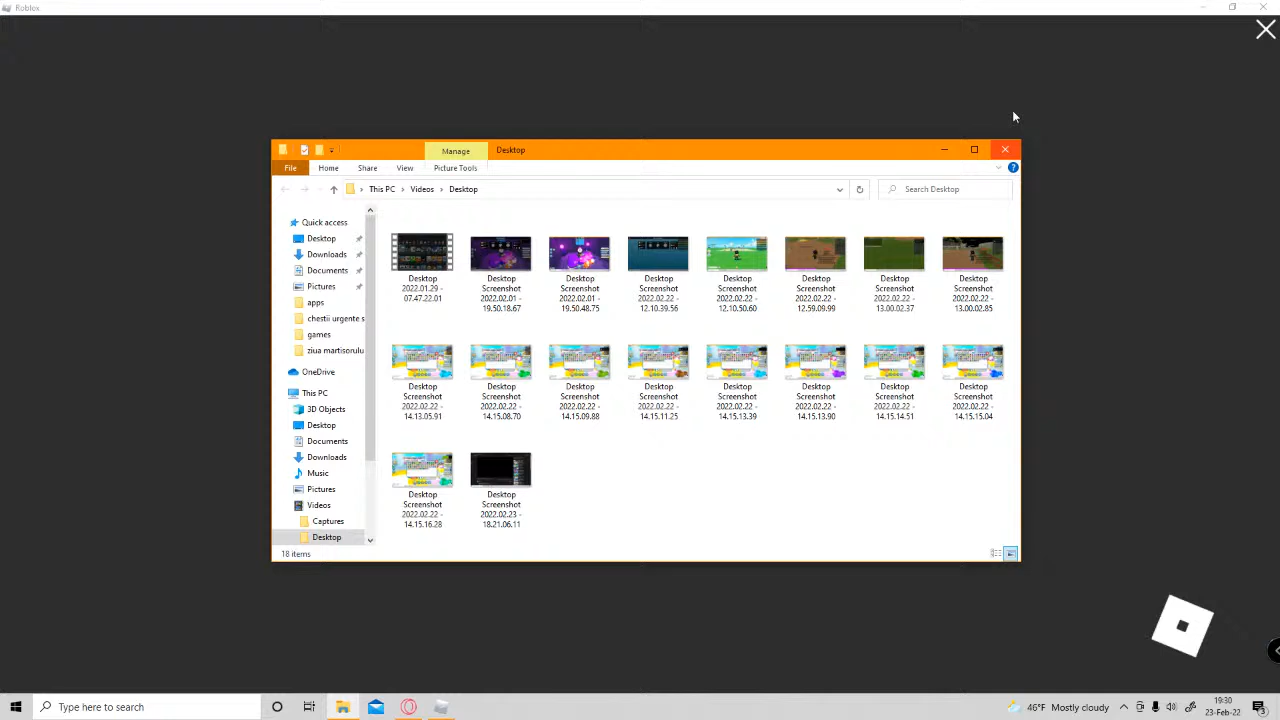 Roblox
Manage
Desktop
File
Home
Share
View
Picture Tools
This PC
Videos
Desktop
Search Desktop
Quick access
Desktop
Downloads
Documents
Pictures
apps
chestii urgente s
games
ziua martisorulu
OneDrive
This PC
3D Objects
Desktop
Documents
Downloads
Music
Pictures
Videos
Captures
Desktop
Desktop
2022.01.29 -
07.47.22.01
Desktop
Screenshot
2022.02.01 -
19.50.18.67
Desktop
Screenshot
2022.02.01 -
19.50.48.75
Desktop
Screenshot
2022.02.22 -
12.10.39.56
Desktop
Screenshot
2022.02.22 -
12.10.50.60
Desktop
Screenshot
2022.02.22 -
12.59.09.99
Desktop
Screenshot
2022.02.22 -
13.00.02.37
Desktop
Screenshot
2022.02.22 -
13.00.02.85
Desktop
Screenshot
2022.02.22 -
14.13.05.91
Desktop
Screenshot
2022.02.22 -
14.15.08.70
Desktop
Screenshot
2022.02.22 -
14.15.09.88
Desktop
Screenshot
2022.02.22 -
14.15.11.25
Desktop
Screenshot
2022.02.22 -
14.15.13.39
Desktop
Screenshot
2022.02.22 -
14.15.13.90
Desktop
Screenshot
2022.02.22 -
14.15.14.51
Desktop
Screenshot
2022.02.22 -
14.15.15.04
Desktop
Screenshot
2022.02.22 -
14.15.16.28
Desktop
Screenshot
2022.02.23 -
18.21.06.11
18 items
Type here to search
46°F Mostly cloudy
19:30
23-Feb-22
3